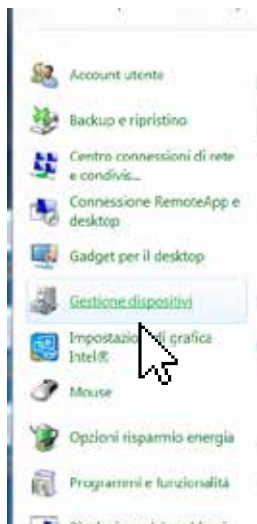 Account utente
Backup e ripristino
Centro connessioni di rete
e condivis...
Connessione RemoteApp e
desktop
Gadget per il desktop
Gestione dispositivi
di grafica
Intel®
Mouse
Opzioni risparmio energia
Programmi e funzionalità